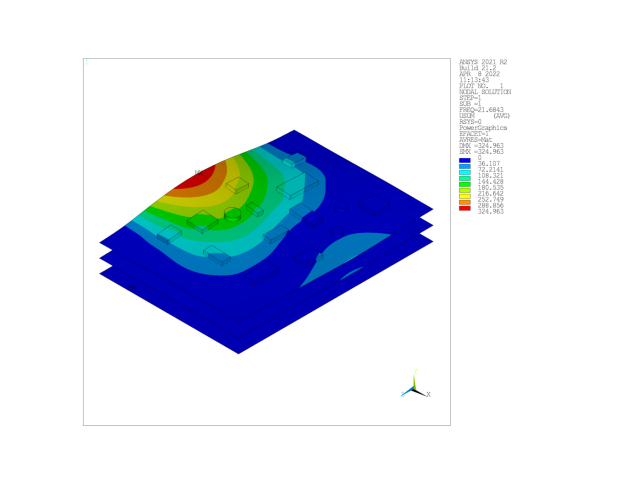 ANSYS 2021 R2
Build 21.2
APR  8 2022
11:13:43
PLOT NO.   1
NODAL SOLUTION
STEP=1
SUB =1
FREQ=21.6843
USUM     (AVG)
RSYS=0
PowerGraphics
EFACET=1
AVRES=Mat
DMX =324.963
SMX =324.963
0
36.107
72.2141
108.321
144.428
180.535
216.642
252.749
288.856
324.963
X